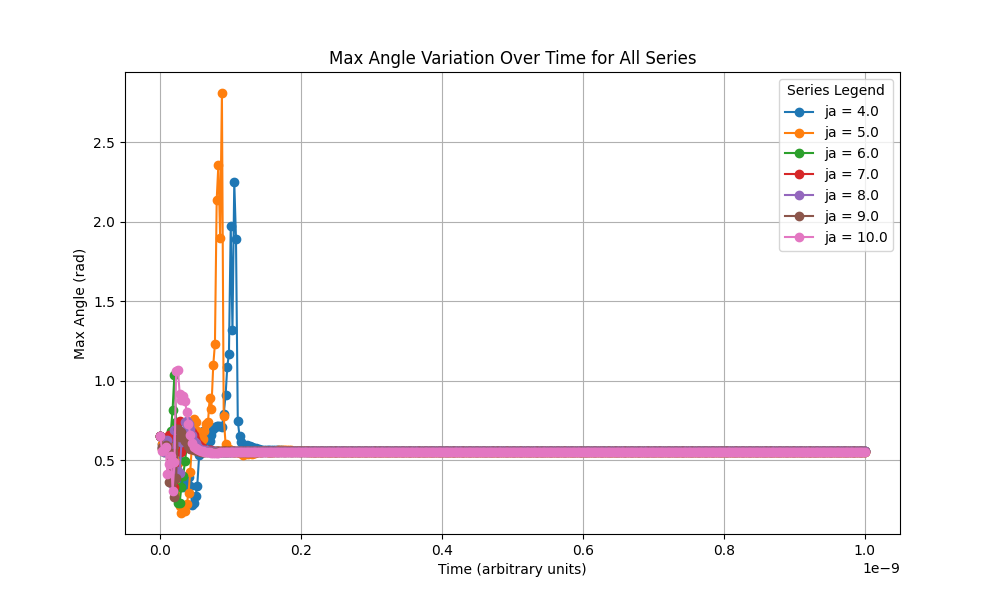 Max Angle Variation Over Time for All Series
Max Angle (rad)
2.5
2.0
1.5
1.0
0.5
Series Legend
ja = 4.0
ja = 5.0
ja = 6.0
ja = 7.0
ja = 8.0
ja = 9.0
ja = 10.0
0.0 0.2 0.4 0.6 0.8 1.0
1e−9
Time (arbitrary units)